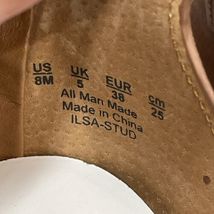 US UK EUR cm
8M 5 38 25
All Man Made
Made in China
ILSA-STUD